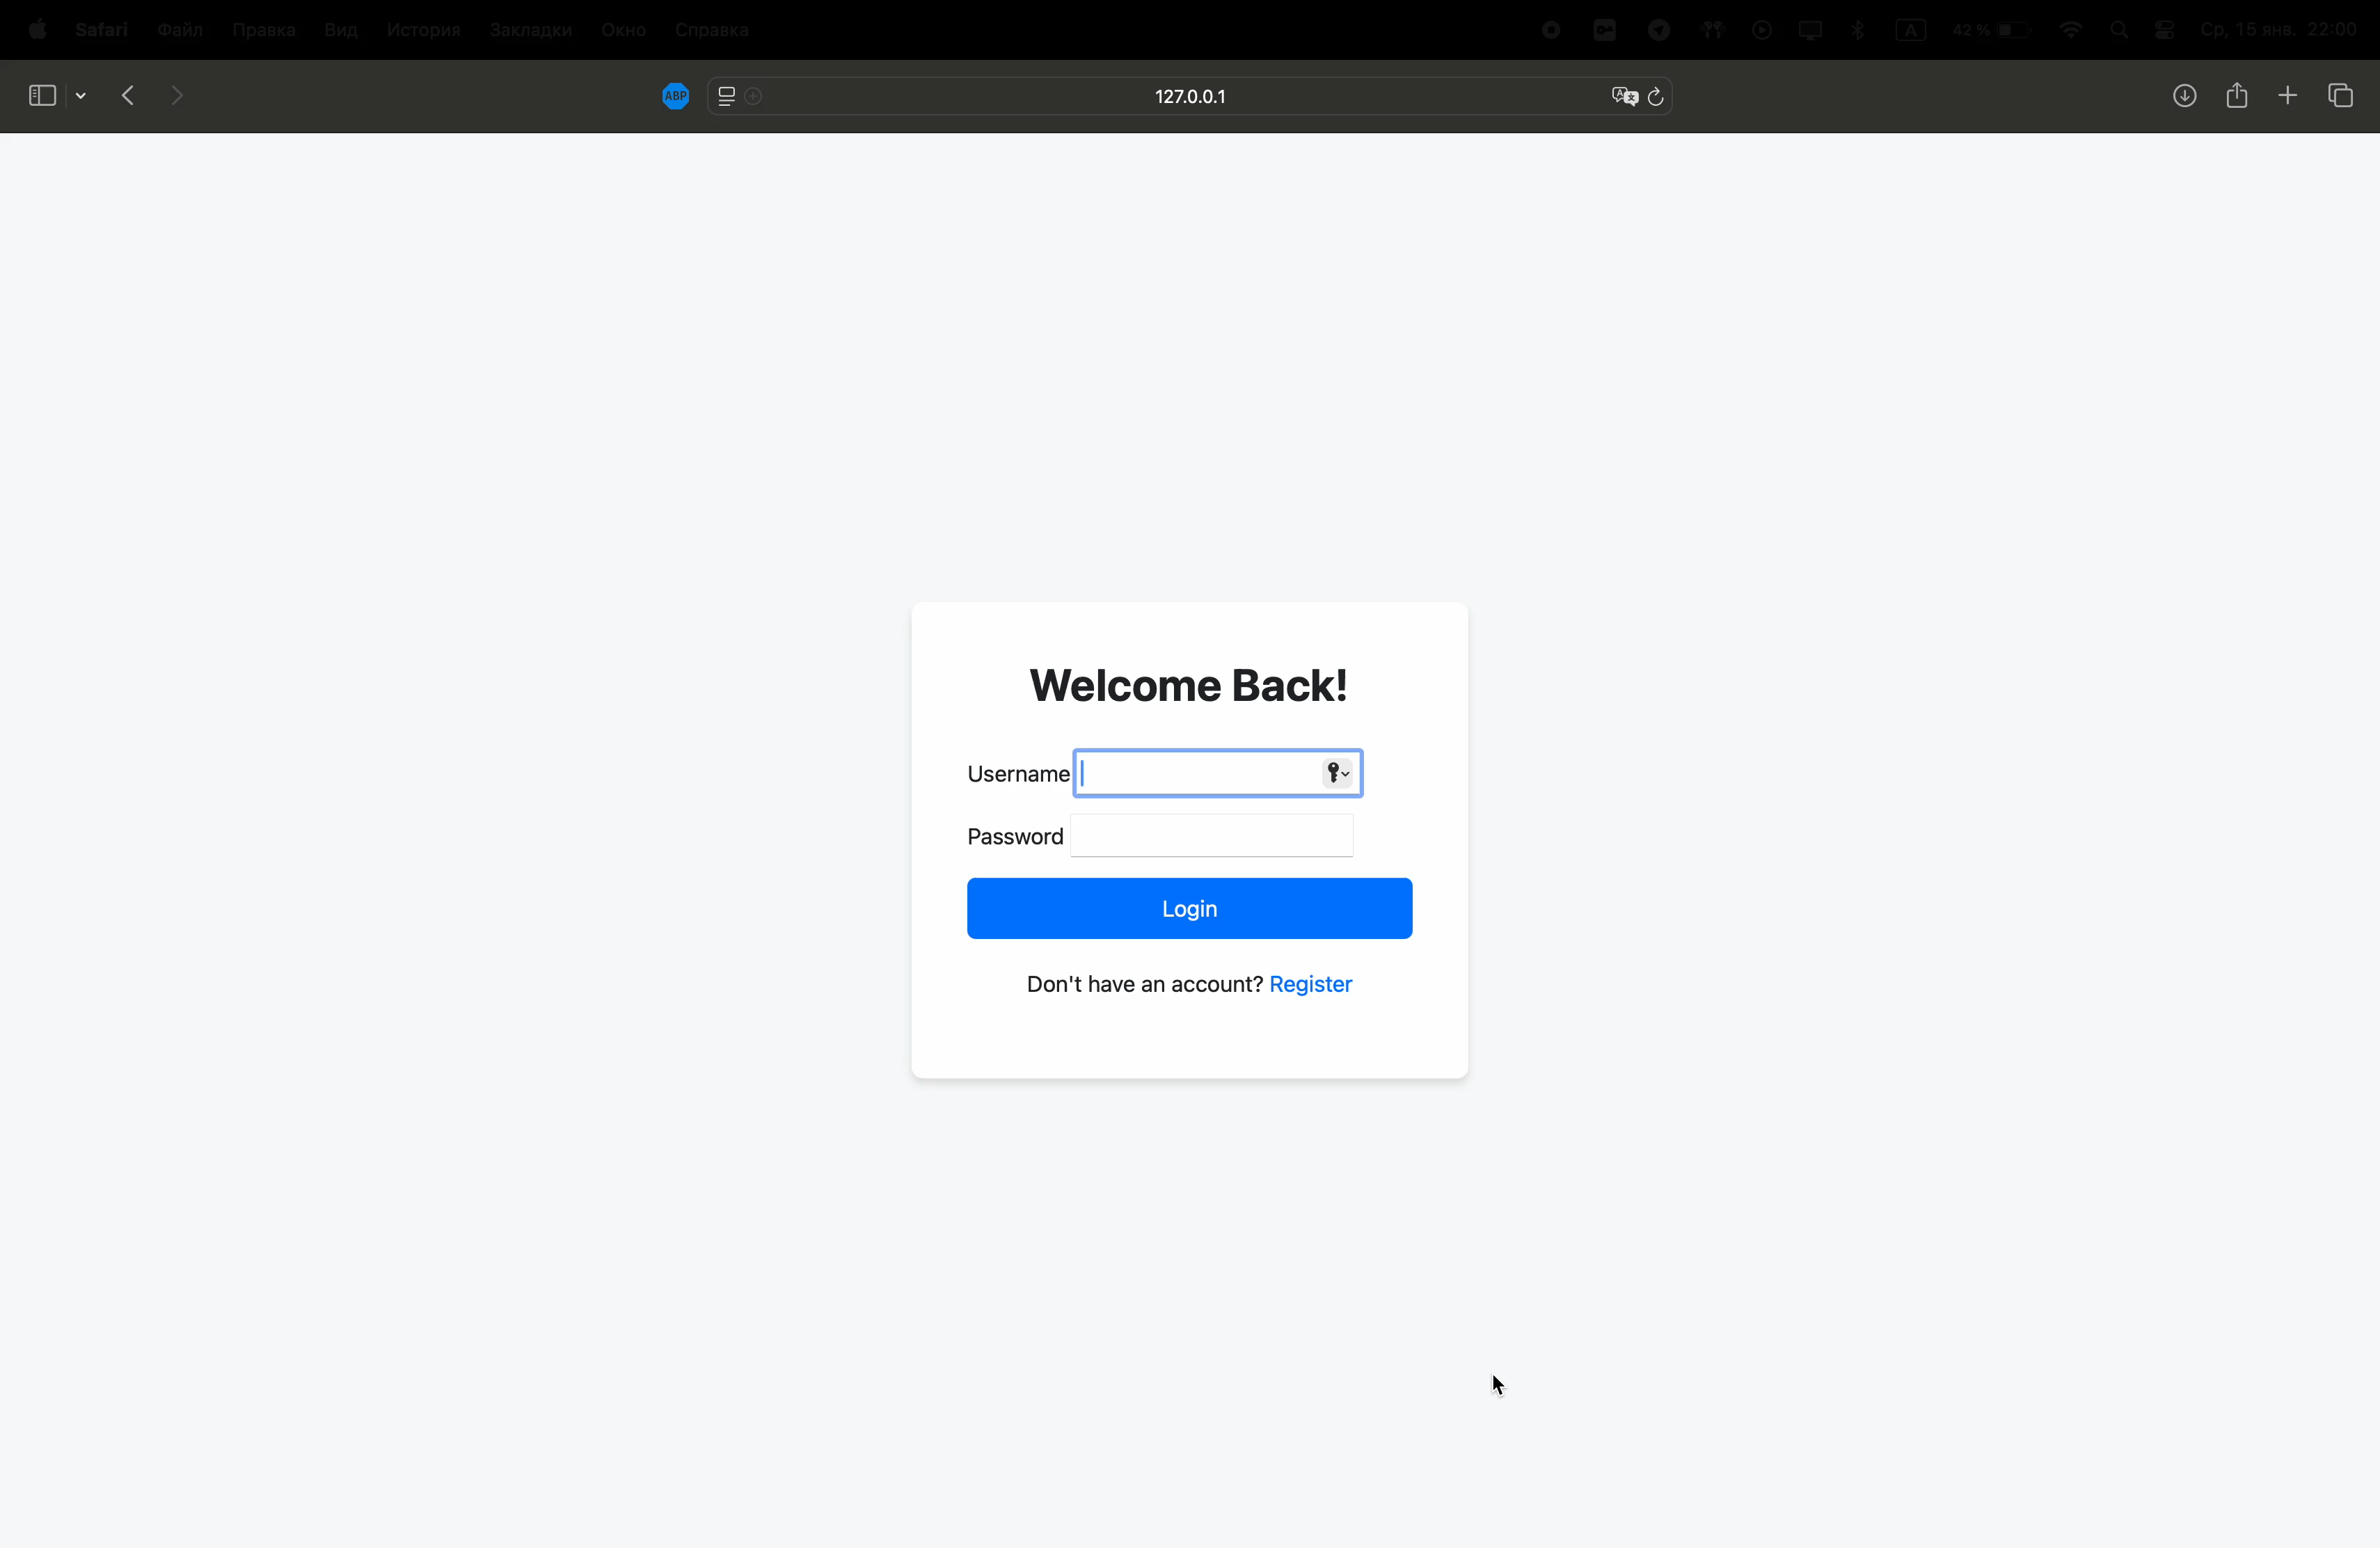 Safari Файл Правка Вид История Закладки Окно Справка A 42 % Ср, 15 янв. 22:00
ABP 127.0.0.1
Welcome Back!
Username
Password
Login
Don't have an account? Register